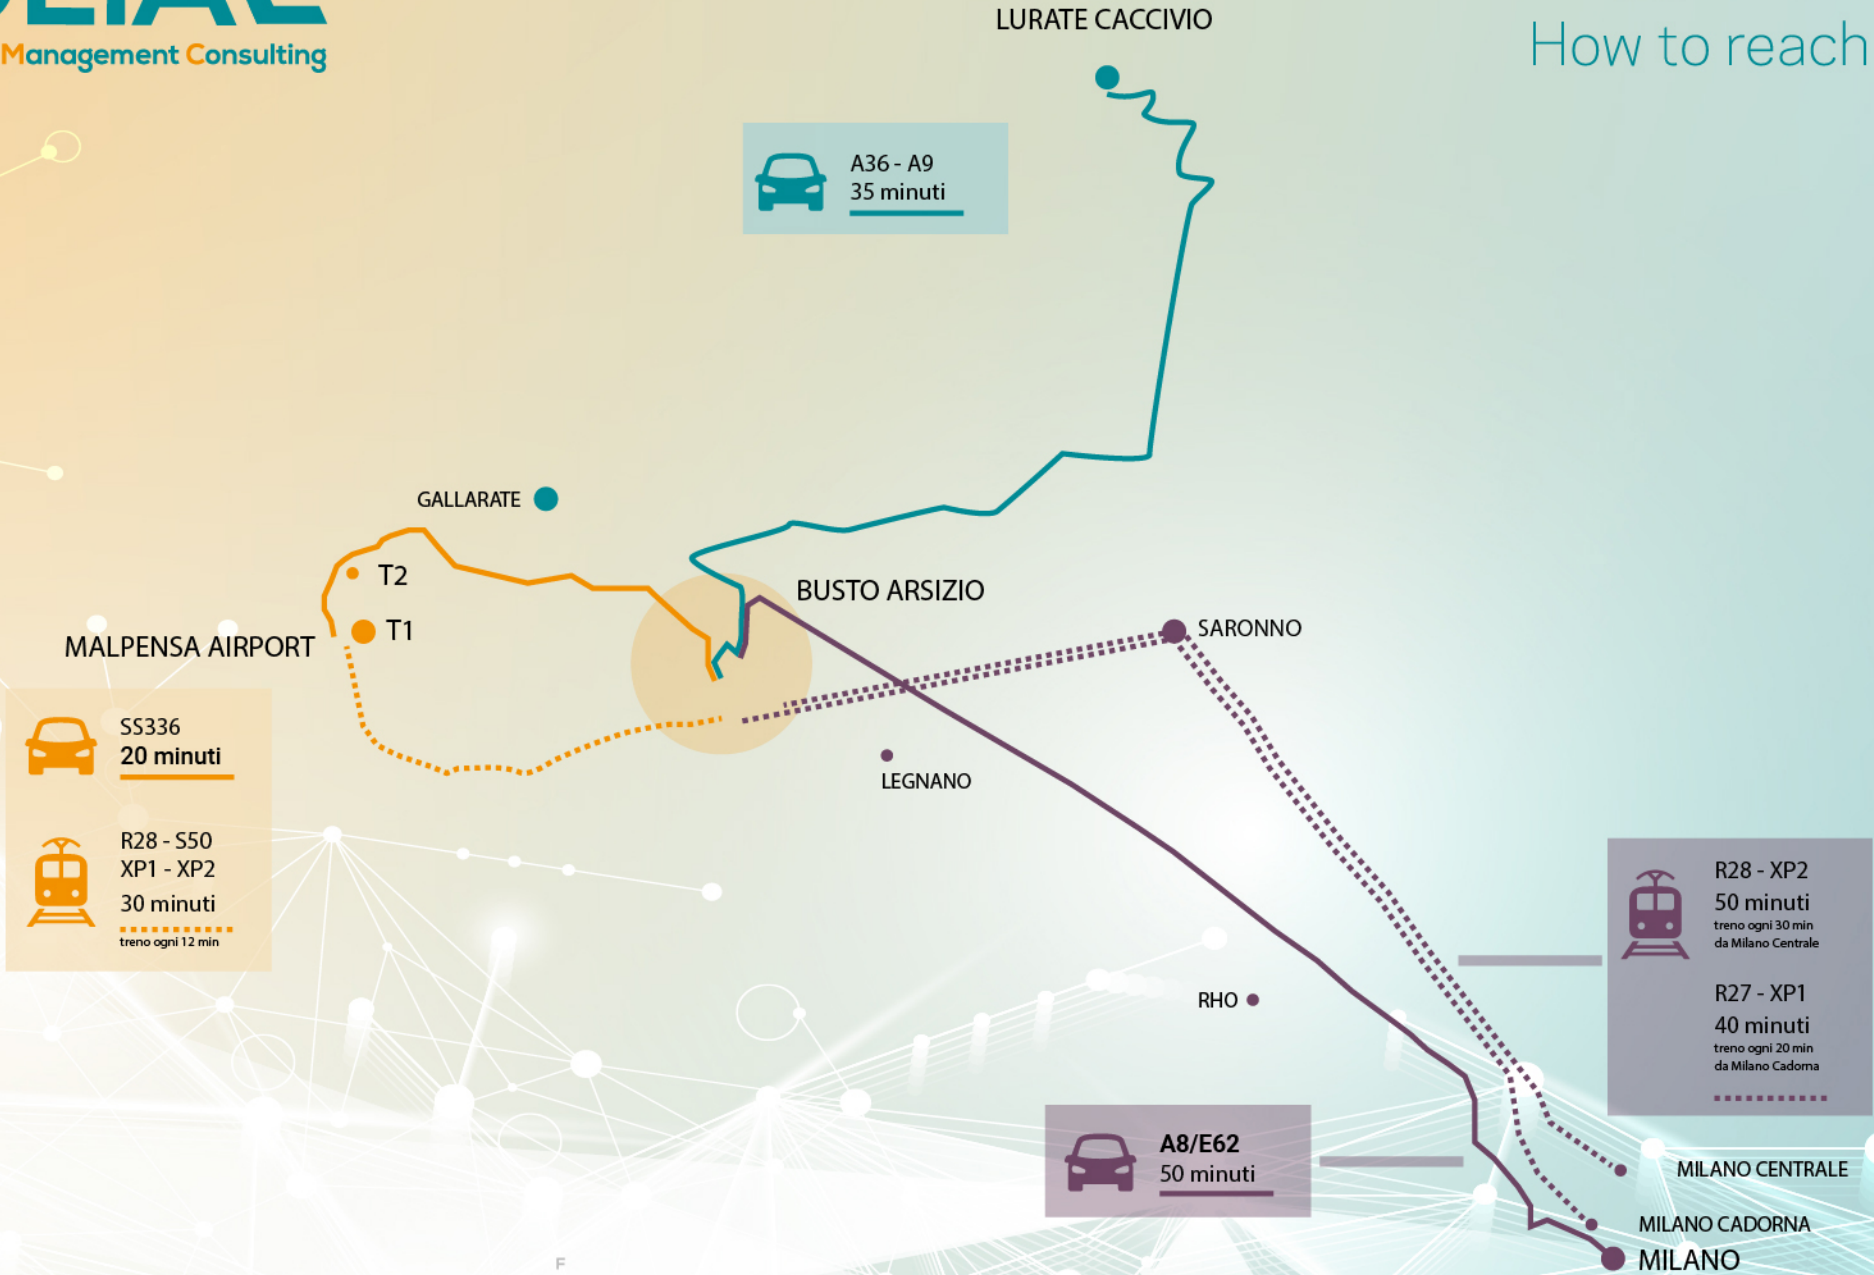 Management Consulting
How to reach
LURATE CACCIVIO
A36 - A9
35 minuti
GALLARATE
T2
T1
MALPENSA AIRPORT
BUSTO ARSIZIO
SARONNO
LEGNANO
SS336
20 minuti
R28 - S50
XP1 - XP2
30 minuti
treno ogni 12 min
RHO
R28 - XP2
50 minuti
treno ogni 30 min
da Milano Centrale
R27 - XP1
40 minuti
treno ogni 20 min
da Milano Cadorna
A8/E62
50 minuti
MILANO CENTRALE
MILANO CADORNA
MILANO
F